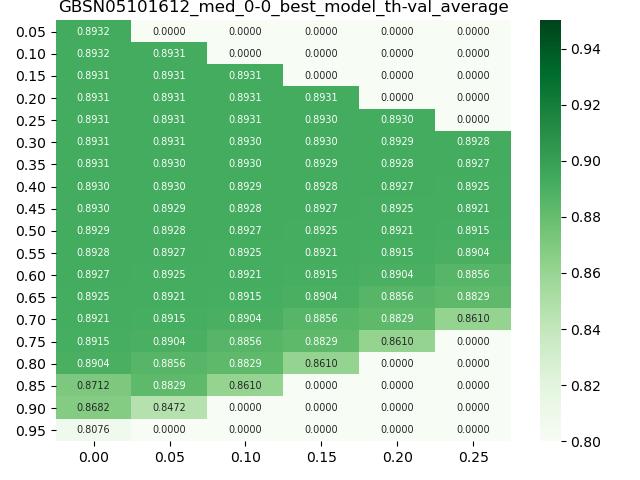 GBSN05101612_med_0-0_best_model_th-val_average
0.05 0.8932 0.0000 0.0000 0.0000 0.0000 0.0000
0.10 0.8932 0.8931 0.0000 0.0000 0.0000 0.0000
0.15 0.8931 0.8931 0.8931 0.0000 0.0000 0.0000
0.20 0.8931 0.8931 0.8931 0.8931 0.0000 0.0000
0.25 0.8931 0.8931 0.8931 0.8930 0.8930 0.0000
0.30 0.8931 0.8931 0.8930 0.8930 0.8929 0.8928
0.35 0.8931 0.8930 0.8930 0.8929 0.8928 0.8927
0.40 0.8930 0.8930 0.8929 0.8928 0.8927 0.8925
0.45 0.8930 0.8929 0.8928 0.8927 0.8925 0.8921
0.50 0.8929 0.8928 0.8927 0.8925 0.8921 0.8915
0.55 0.8928 0.8927 0.8925 0.8921 0.8915 0.8904
0.60 0.8927 0.8925 0.8921 0.8915 0.8904 0.8856
0.65 0.8925 0.8921 0.8915 0.8904 0.8856 0.8829
0.70 0.8921 0.8915 0.8904 0.8856 0.8829 0.8610
0.75 0.8915 0.8904 0.8856 0.8829 0.8610 0.0000
0.80 0.8904 0.8856 0.8829 0.8610 0.0000 0.0000
0.85 0.8712 0.8829 0.8610 0.0000 0.0000 0.0000
0.90 0.8682 0.8472 0.0000 0.0000 0.0000 0.0000
0.95 0.8076 0.0000 0.0000 0.0000 0.0000 0.0000
0.00 0.05 0.10 0.15 0.20 0.25
0.94
0.92
0.90
0.88
0.86
0.84
0.82
0.80